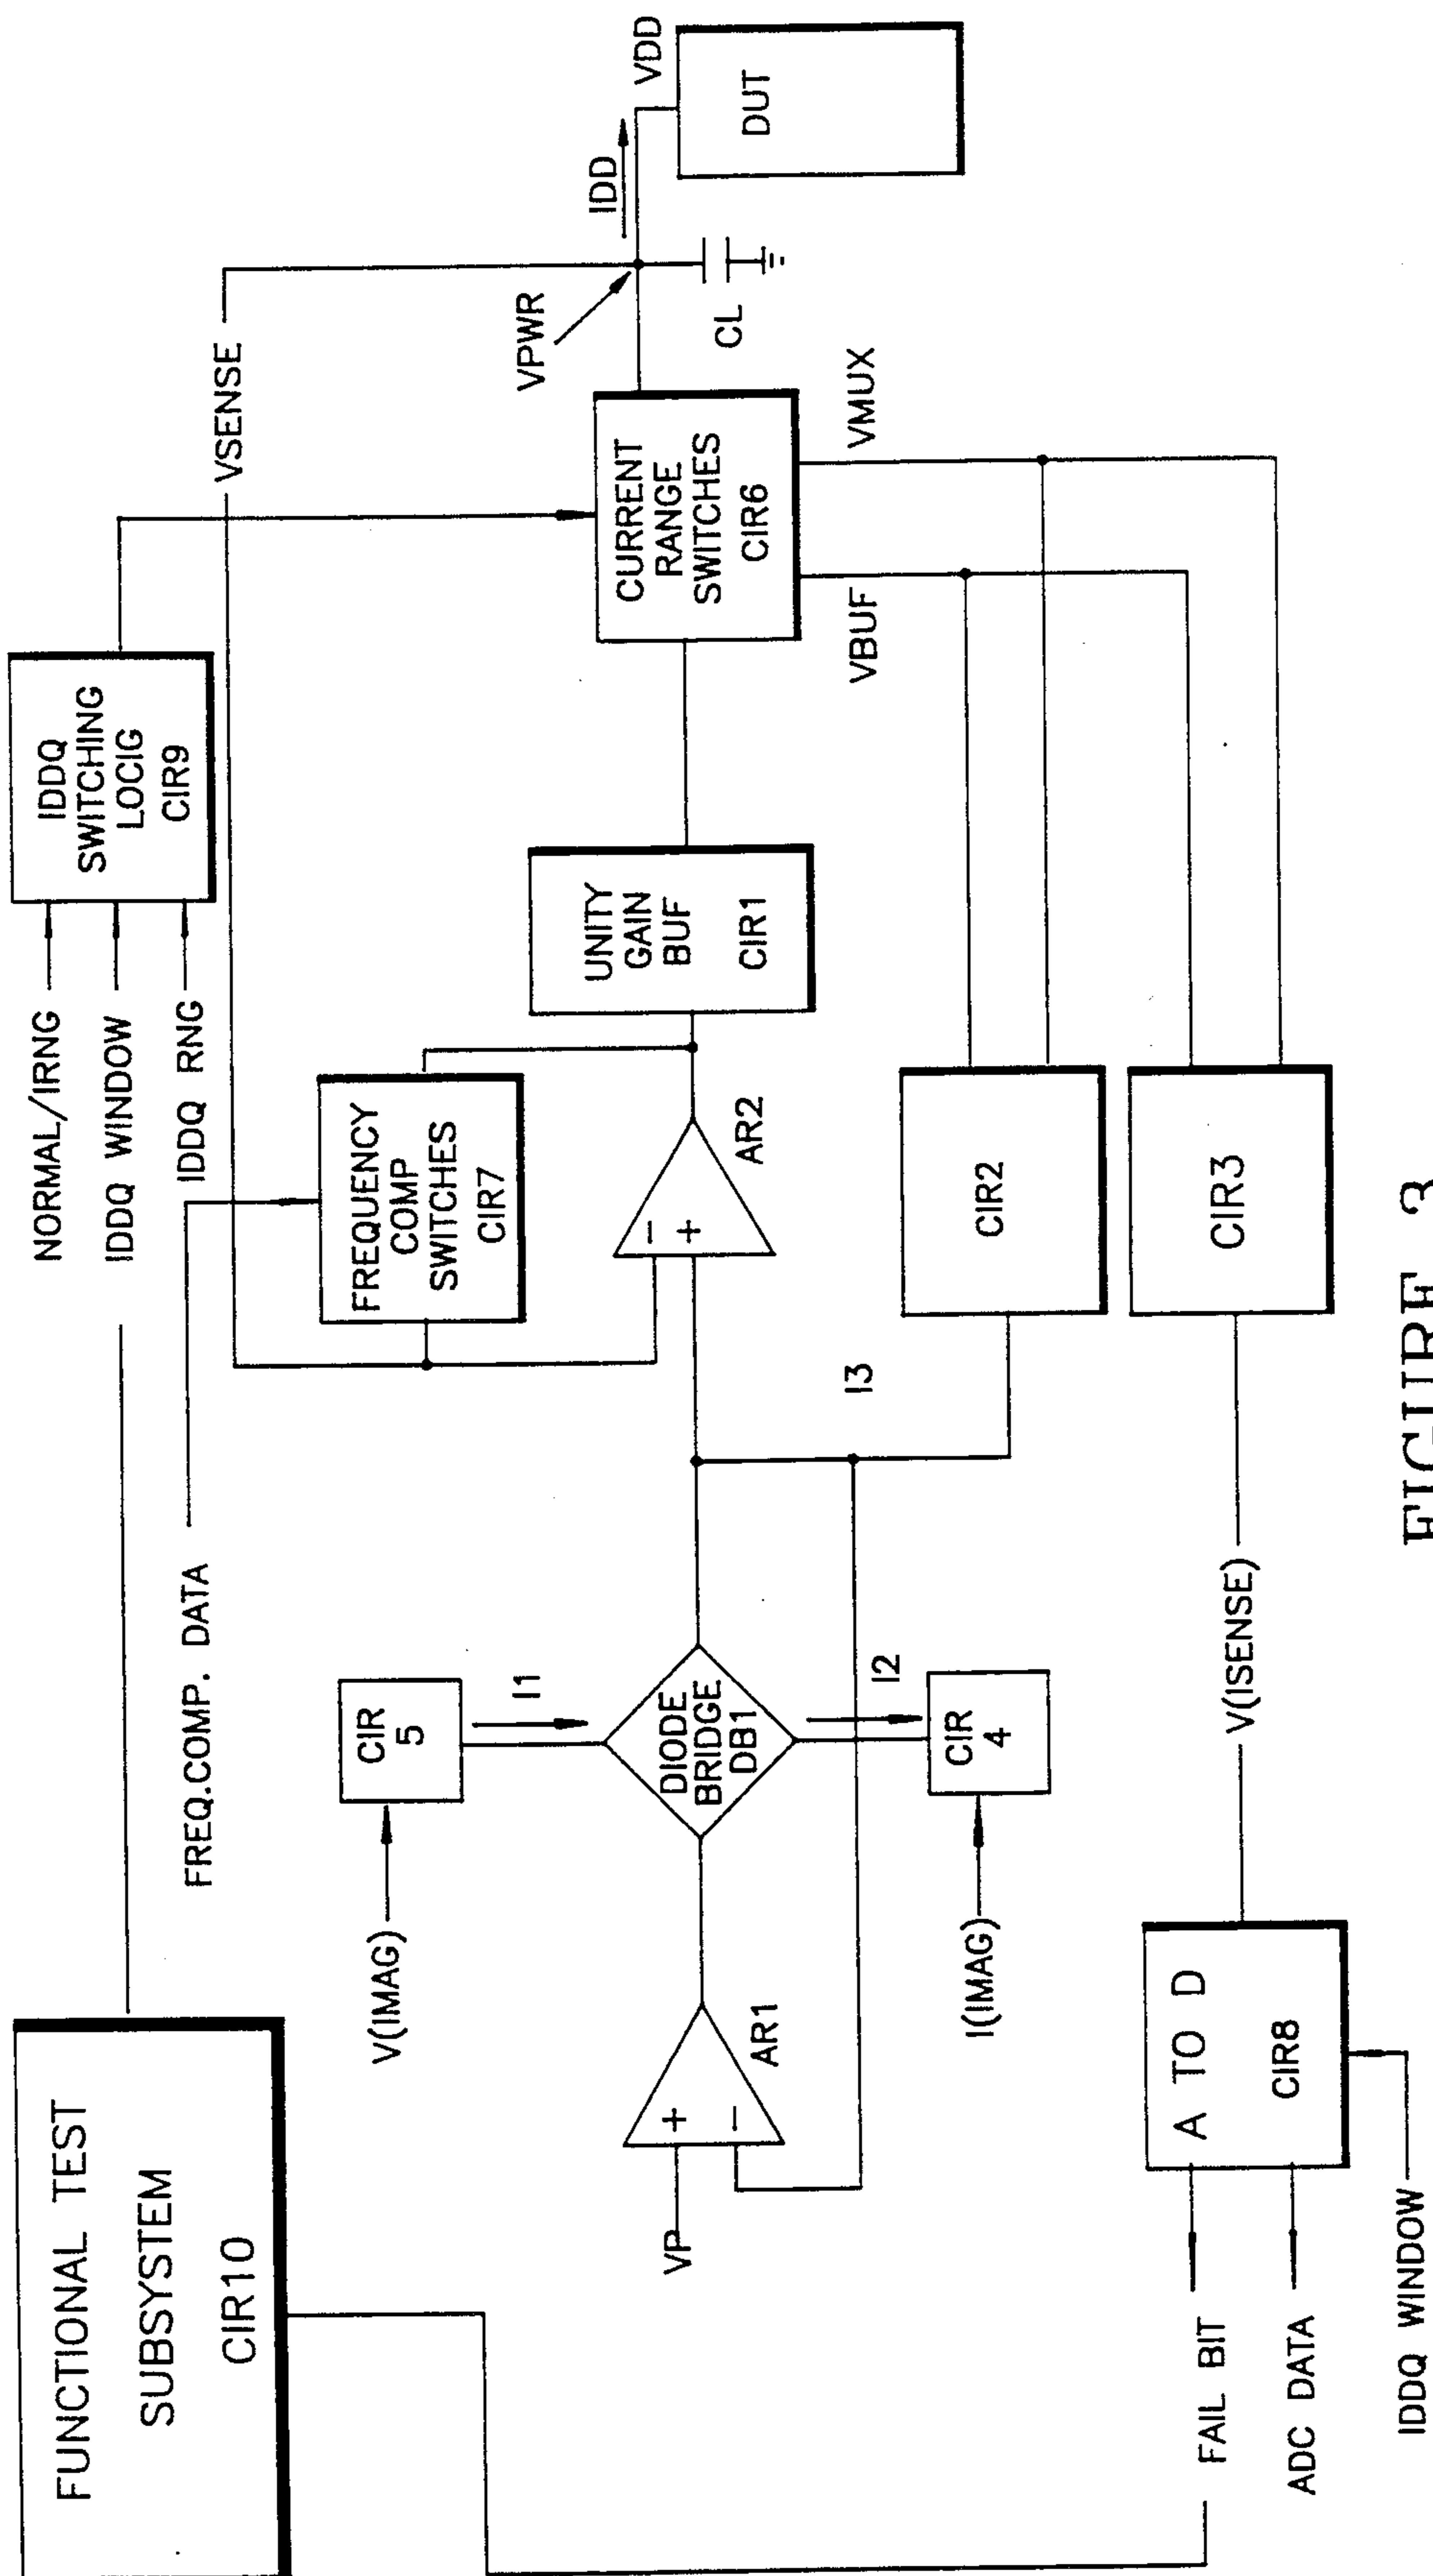 FUNCTIONAL TEST
SUBSYSTEM
CIR10
NORMAL/IRNG
IDDQ WINDOW
IDDQ RNG
IDDQ
SWITCHING
LOCIG
CIR9
VSENSE
FREQ.COMP. DATA
FREQUENCY
COMP
SWITCHES
CIR7
V(IMAG)
CIR
5
I1
VP
+
−
AR1
DIODE
BRIDGE
DB1
I2
CIR
4
I(IMAG)
I3
−
+
AR2
UNITY
GAIN
BUF
CIR1
CURRENT
RANGE
SWITCHES
CIR6
VPWR
IDD
VDD
DUT
CL
VBUF
VMUX
CIR2
CIR3
V(ISENSE)
A TO D
CIR8
FAIL BIT
ADC DATA
IDDQ WINDOW
FIGURE 3